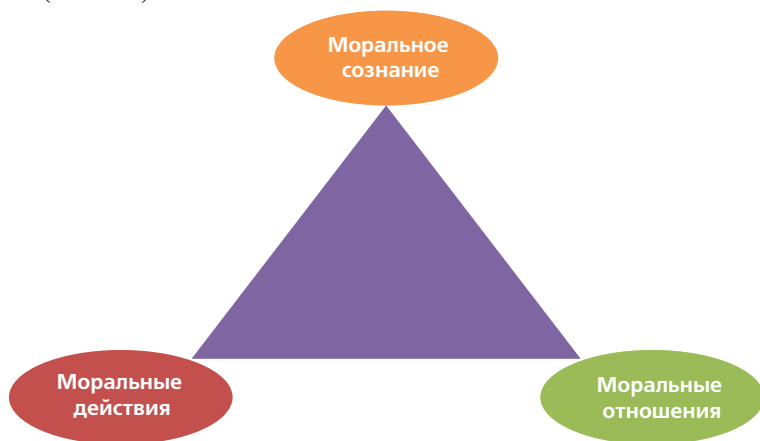 Моральное
сознание
Моральные
действия
Моральные
отношения